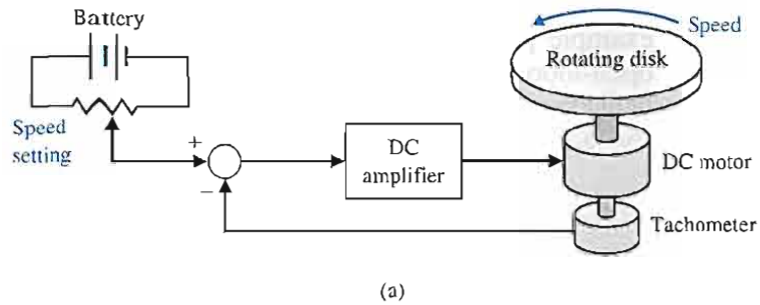 Battery
Speed
Rotating disk
Speed
setting
+
−
DC
amplifier
DC motor
Tachometer
(a)